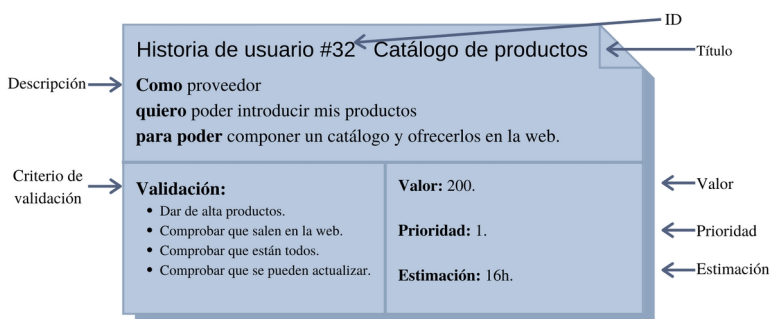 ID
Historia de usuario #32 Catálogo de productos
Título
Descripción
Como proveedor
quiero poder introducir mis productos
para poder componer un catálogo y ofrecerlos en la web.
Criterio de
validación
Validación:
• Dar de alta productos.
• Comprobar que salen en la web.
• Comprobar que están todos.
• Comprobar que se pueden actualizar.
Valor: 200.
Prioridad: 1.
Estimación: 16h.
Valor
Prioridad
Estimación